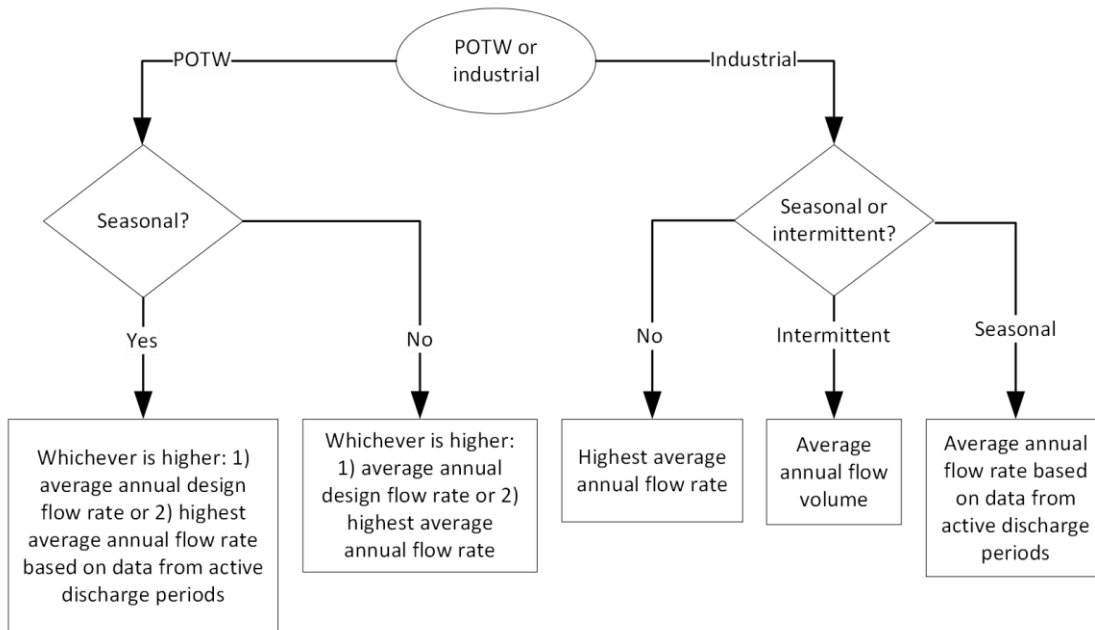 POTW or
industrial
POTW
Industrial
Seasonal?
Seasonal or
intermittent?
Yes
No
No
Intermittent
Seasonal
Whichever is higher: 1)
average annual design
flow rate or 2) highest
average annual flow rate
based on data from active
discharge periods
Whichever is higher:
1) average annual
design flow rate or 2)
highest average
annual flow rate
Highest average
annual flow rate
Average
annual flow
volume
Average annual
flow rate based
on data from
active discharge
periods